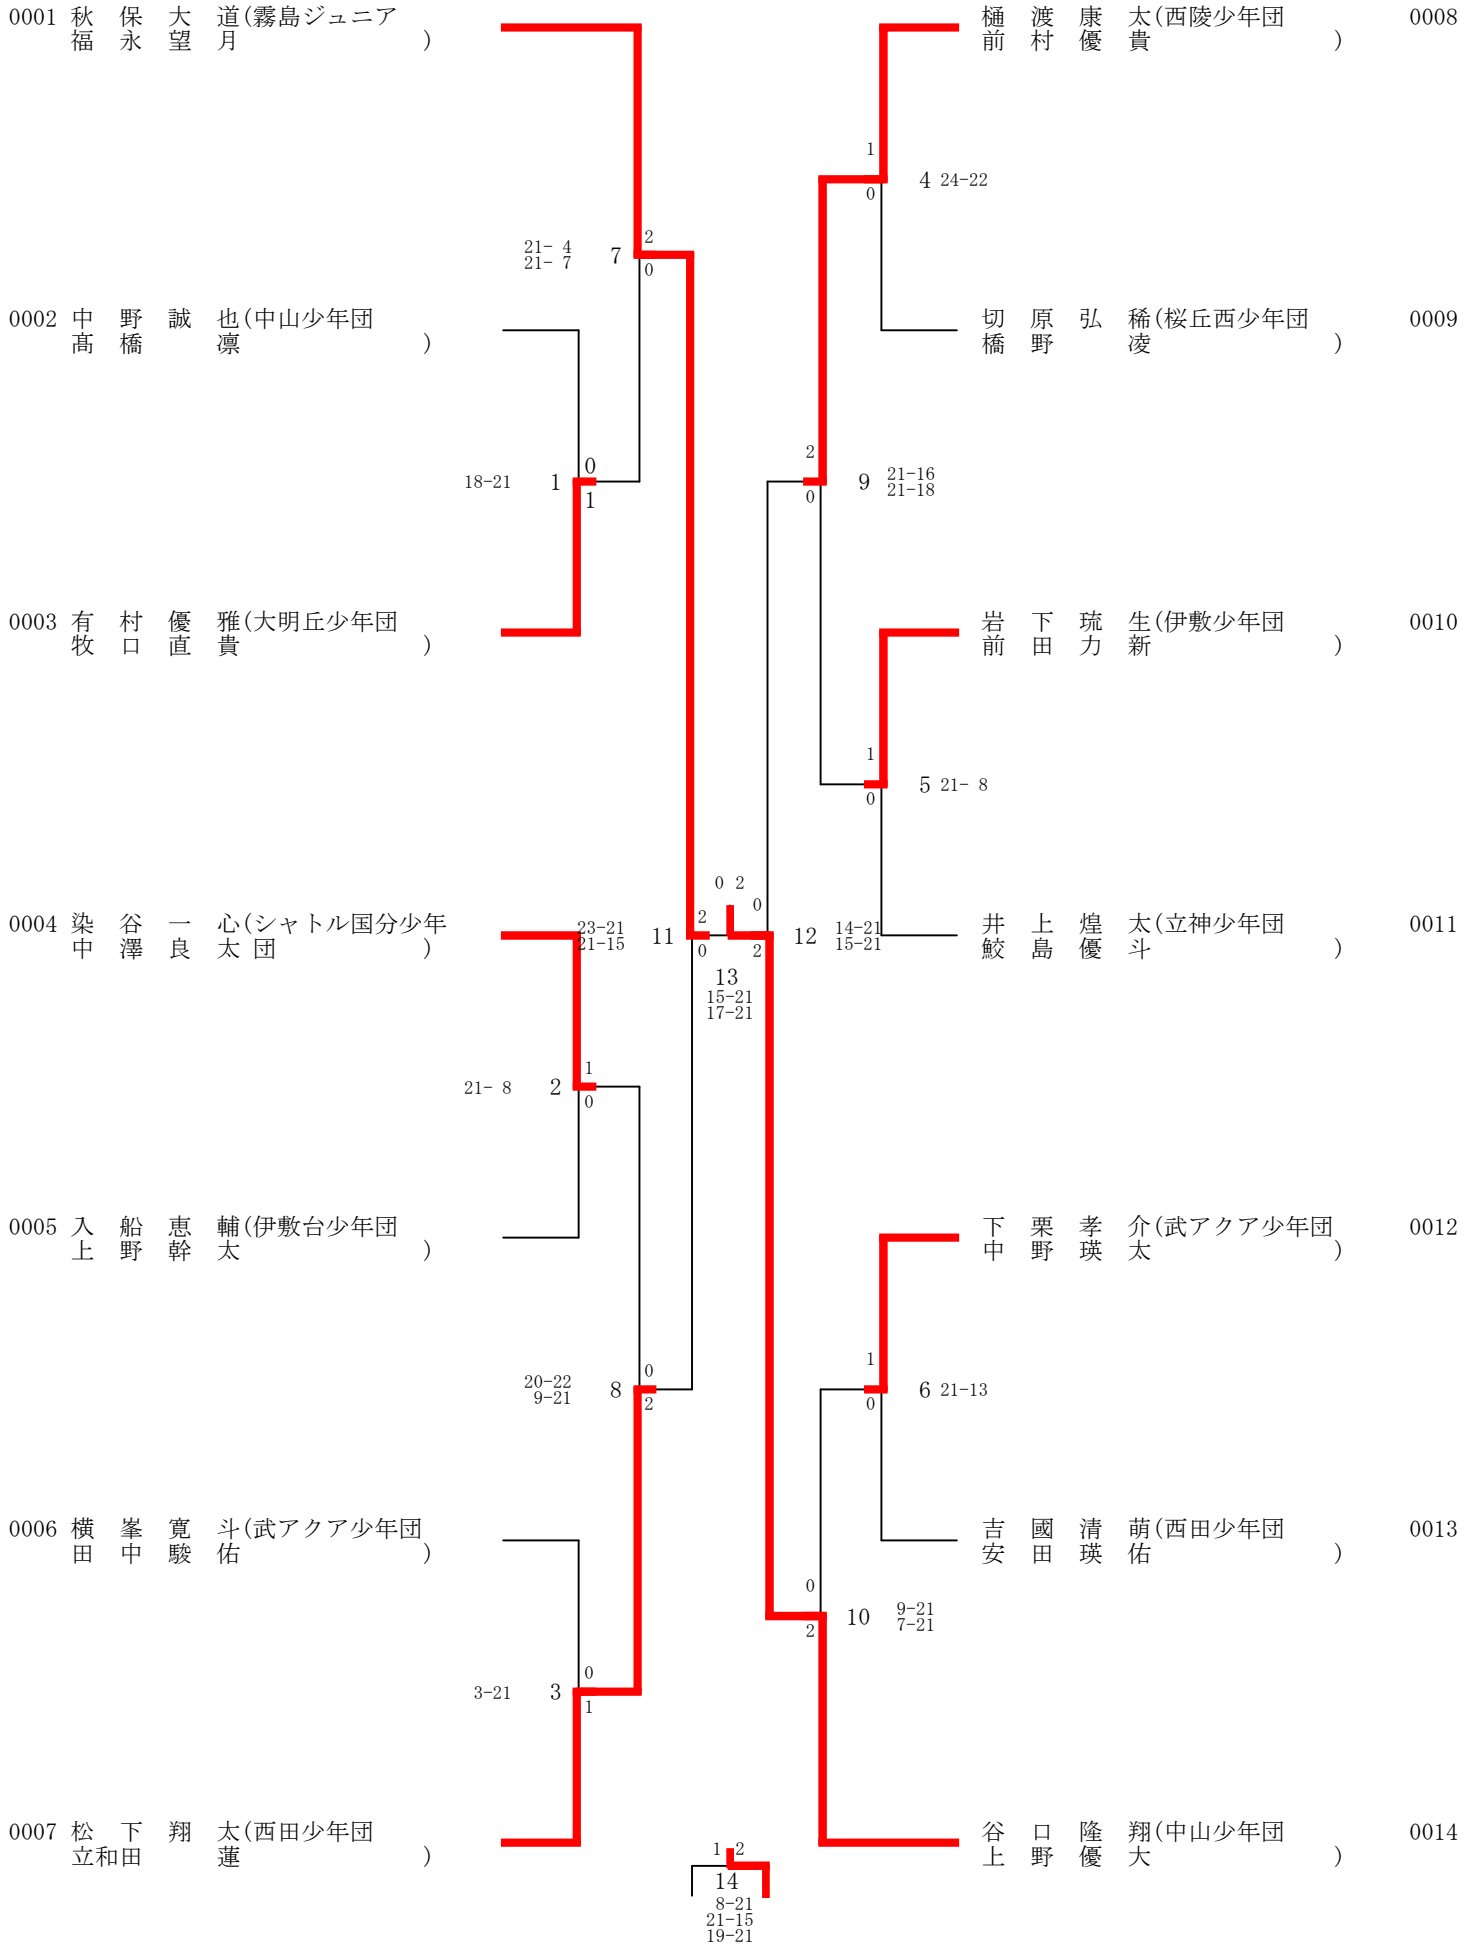 0001 秋 保 大 道(霧島ジュニア
福 永 望 月 )
21- 4
21- 7
7
2
0
0002 中 野 誠 也(中山少年団
髙 橋 凛 )
18-21
1
0
1
0003 有 村 優 雅(大明丘少年団
牧 口 直 貴 )
0004 染 谷 一 心(シャトル国分少年
中 澤 良 太 団 )
23-21
21-15
11
2
0
21- 8
2
1
0
0005 入 船 恵 輔(伊敷台少年団
上 野 幹 太 )
20-22
9-21
8
0
2
0006 横 峯 寛 斗(武アクア少年団
田 中 駿 佑 )
3-21
3
0
1
0007 松 下 翔 太(西田少年団
立和田 蓮 )
0 2
13
15-21
17-21
1 2
14
8-21
21-15
19-21
樋 渡 康 太(西陵少年団 0008
前 村 優 貴 )
1
0
4 24-22
切 原 弘 稀(桜丘西少年団 0009
橋 野 凌 )
2
0
9
21-16
21-18
岩 下 琉 生(伊敷少年団 0010
前 田 力 新 )
1
0
5 21- 8
井 上 煌 太(立神少年団 0011
鮫 島 優 斗 )
0
2
12
14-21
15-21
下 栗 孝 介(武アクア少年団 0012
中 野 瑛 太 )
1
0
6 21-13
吉 國 清 萌(西田少年団 0013
安 田 瑛 佑 )
0
2
10
9-21
7-21
谷 口 隆 翔(中山少年団 0014
上 野 優 大 )